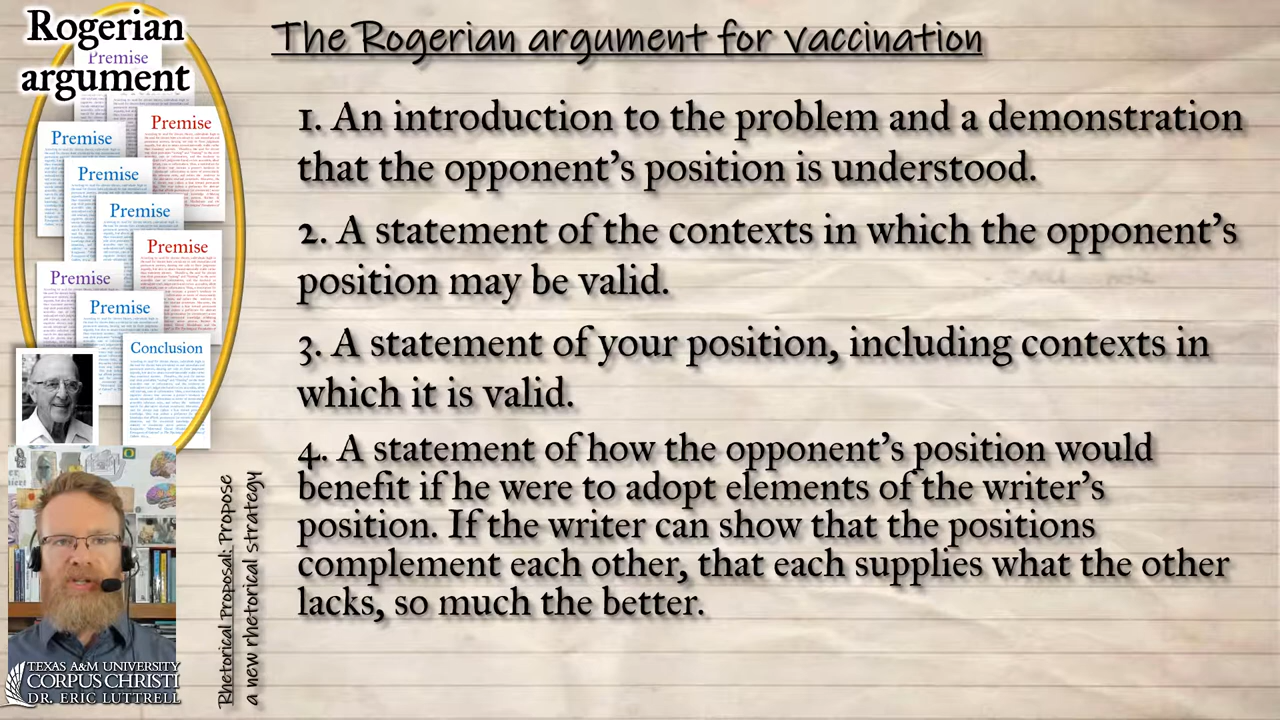 Rogerian
argument
Premise
Premise
Premise
Premise
Premise
Premise
Premise
Premise
Conclusion
The Rogerian argument for vaccination
1. An introduction to the problem and a demonstration
that the opponent’s position is understood.
2. A statement of the contexts in which the opponent’s
position may be valid.
3. A statement of your position, including contexts in
which it is valid.
4. A statement of how the opponent’s position would
benefit if he were to adopt elements of the writer’s
position. If the writer can show that the positions
complement each other, that each supplies what the other
lacks, so much the better.
Rhetorical Proposal: Propose
a new rhetorical strategy
TEXAS A&M UNIVERSITY
CORPUS CHRISTI
DR. ERIC LUTTRELL